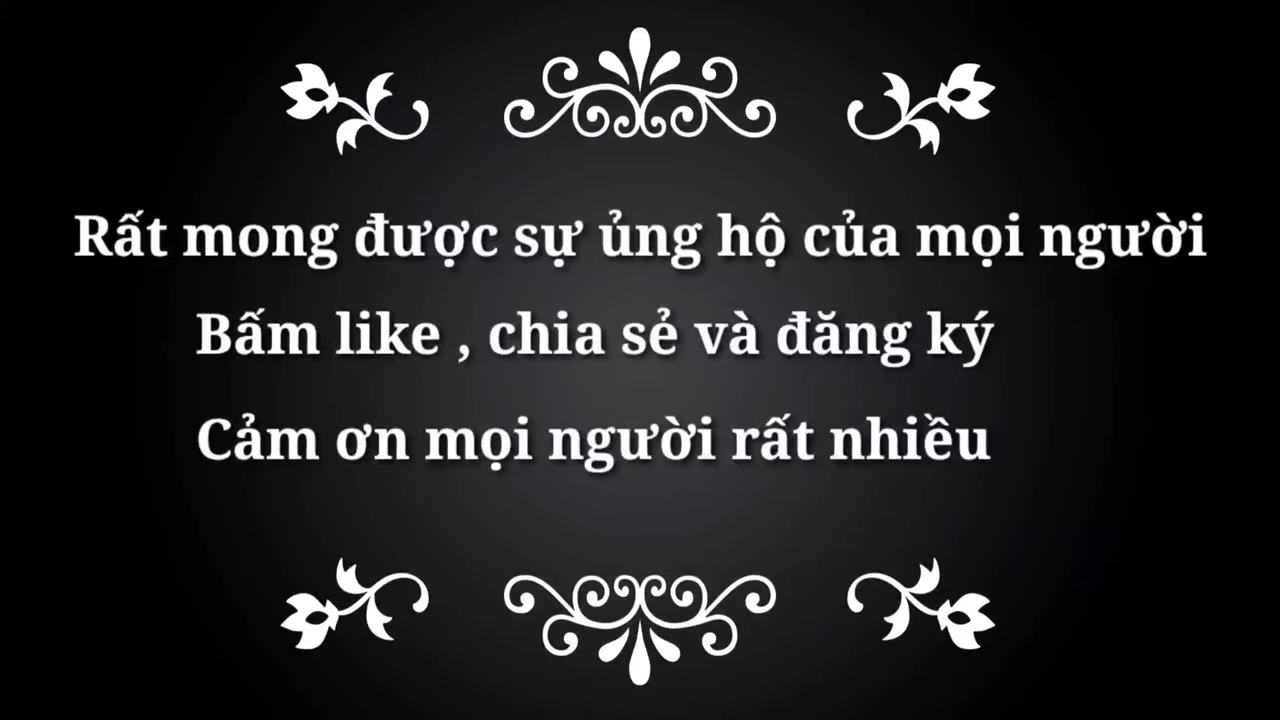 Rất mong được sự ủng hộ của mọi người
Bấm like , chia sẻ và đăng ký
Cảm ơn mọi người rất nhiều